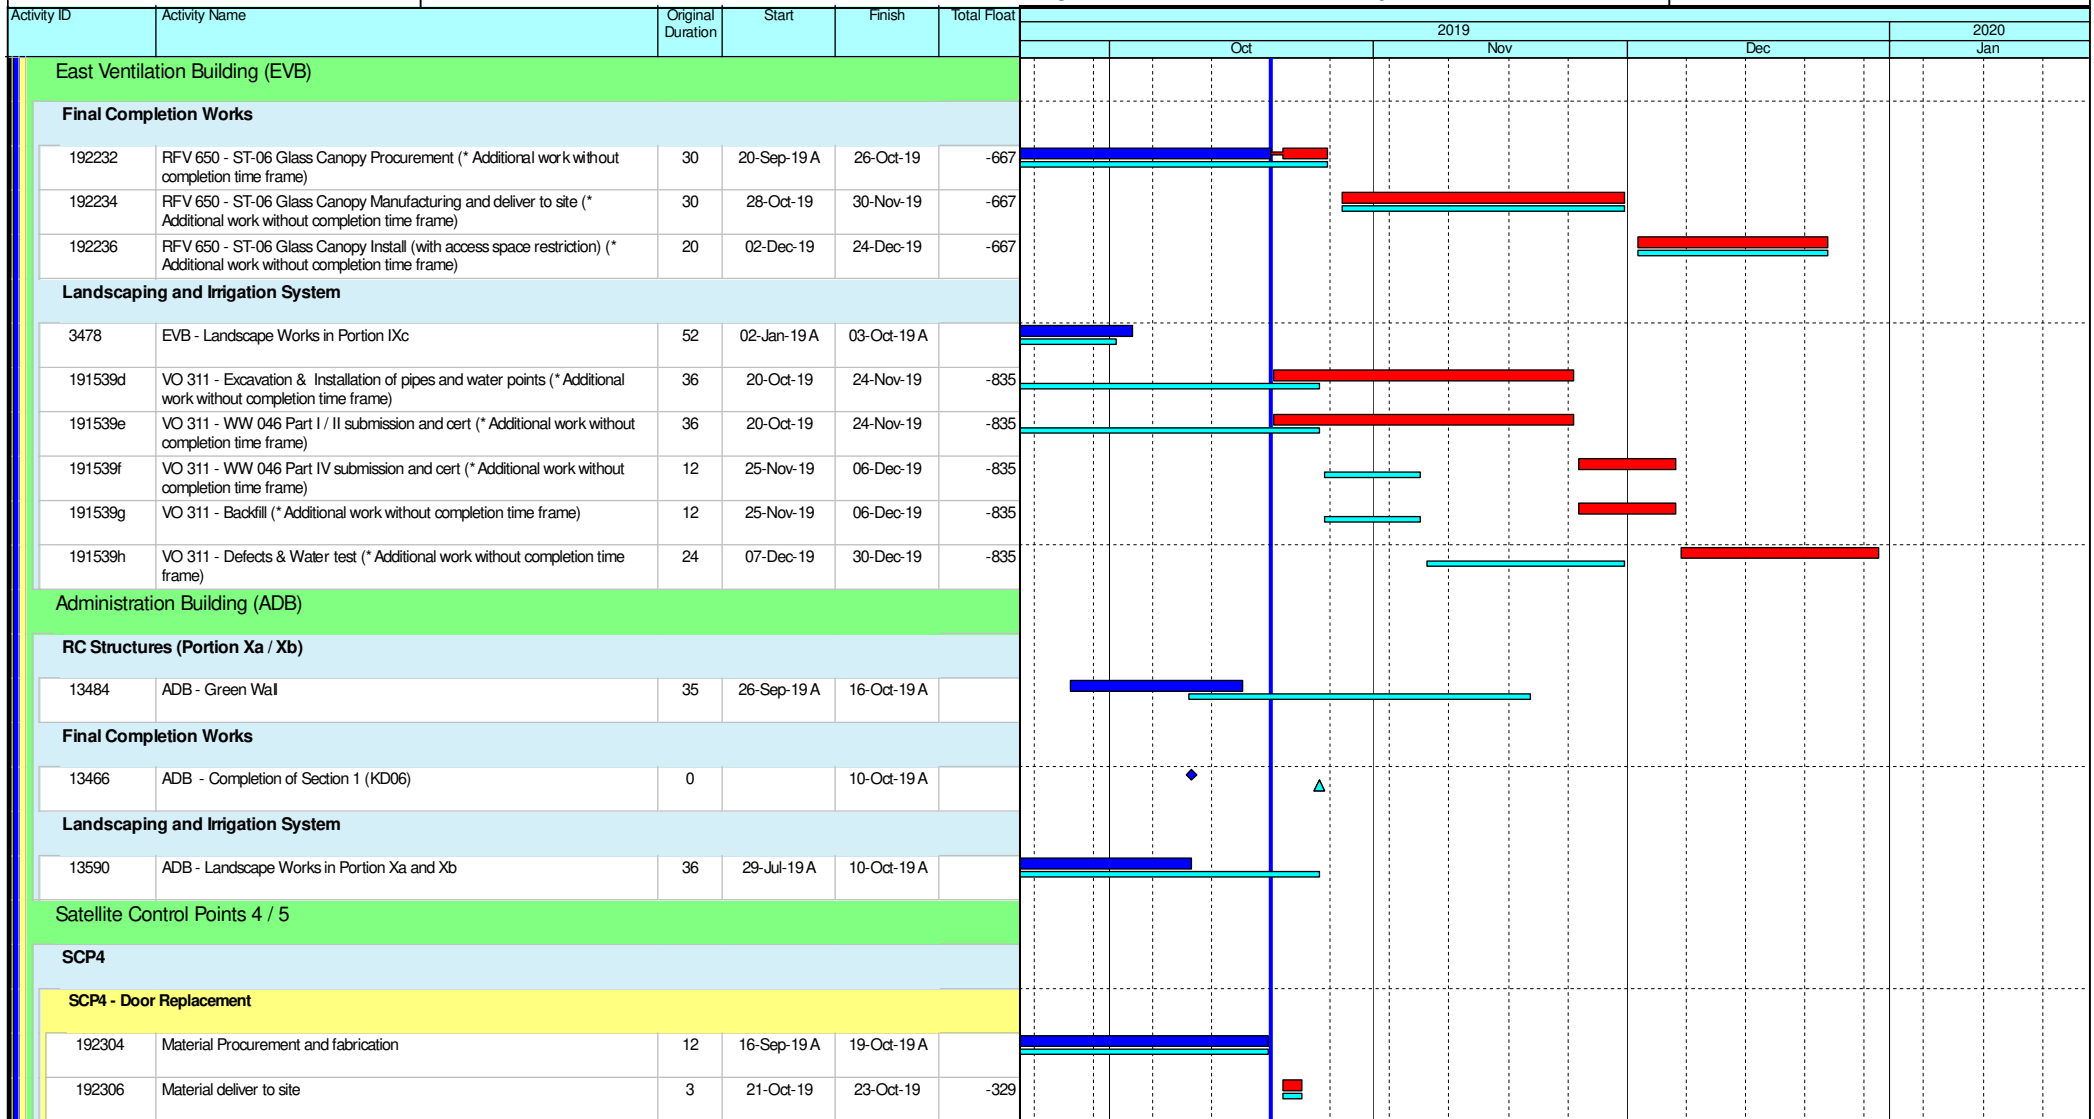 Activity ID Activity Name Original Duration Start Finish Total Float 2019 2020
Oct Nov Dec Jan
East Ventilation Building (EVB)
Final Completion Works
192232 RFV 650 - ST-06 Glass Canopy Procurement (* Additional work without 30 20-Sep-19 A 26-Oct-19 -667
completion time frame)
192234 RFV 650 - ST-06 Glass Canopy Manufacturing and deliver to site (* 30 28-Oct-19 30-Nov-19 -667
Additional work without completion time frame)
192236 RFV 650 - ST-06 Glass Canopy Install (with access space restriction) (* 20 02-Dec-19 24-Dec-19 -667
Additional work without completion time frame)
Landscaping and Irrigation System
3478 EVB - Landscape Works in Portion IXc 52 02-Jan-19 A 03-Oct-19 A
191539d VO 311 - Excavation & Installation of pipes and water points (* Additional 36 20-Oct-19 24-Nov-19 -835
work without completion time frame)
191539e VO 311 - WW 046 Part I / II submission and cert (* Additional work without 36 20-Oct-19 24-Nov-19 -835
completion time frame)
191539f VO 311 - WW 046 Part IV submission and cert (* Additional work without 12 25-Nov-19 06-Dec-19 -835
completion time frame)
191539g VO 311 - Backfill (* Additional work without completion time frame) 12 25-Nov-19 06-Dec-19 -835
191539h VO 311 - Defects & Water test (* Additional work without completion time 24 07-Dec-19 30-Dec-19 -835
frame)
Administration Building (ADB)
RC Structures (Portion Xa / Xb)
13484 ADB - Green Wall 35 26-Sep-19 A 16-Oct-19 A
Final Completion Works
13466 ADB - Completion of Section 1 (KD06) 0 10-Oct-19 A
Landscaping and Irrigation System
13590 ADB - Landscape Works in Portion Xa and Xb 36 29-Jul-19 A 10-Oct-19 A
Satellite Control Points 4 / 5
SCP4
SCP4 - Door Replacement
192304 Material Procurement and fabrication 12 16-Sep-19 A 19-Oct-19 A
192306 Material deliver to site 3 21-Oct-19 23-Oct-19 -329